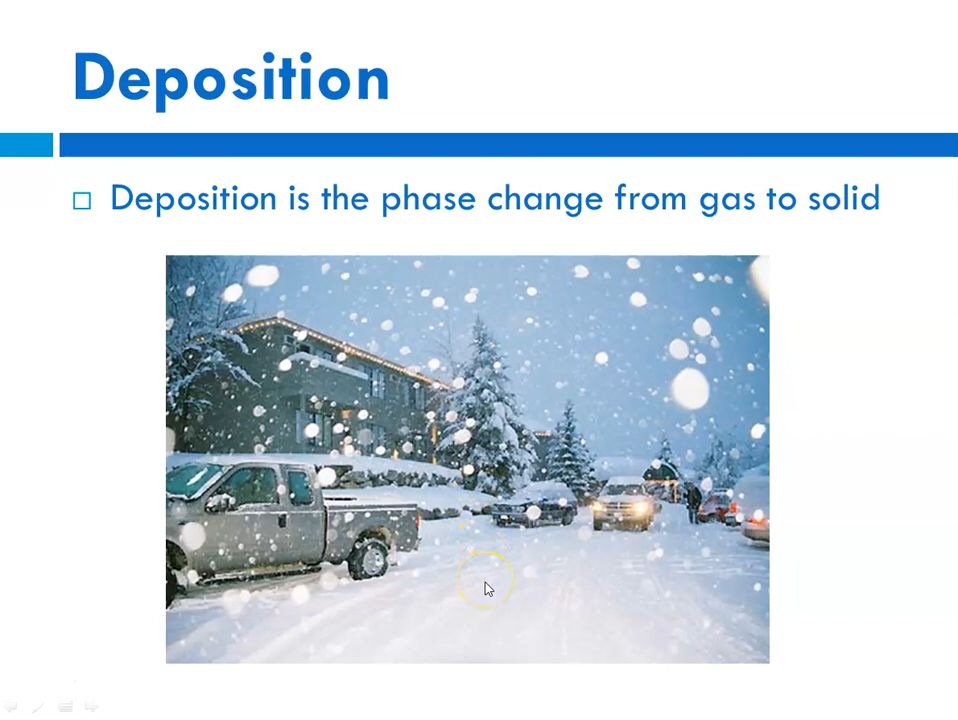 Deposition
Deposition is the phase change from gas to solid